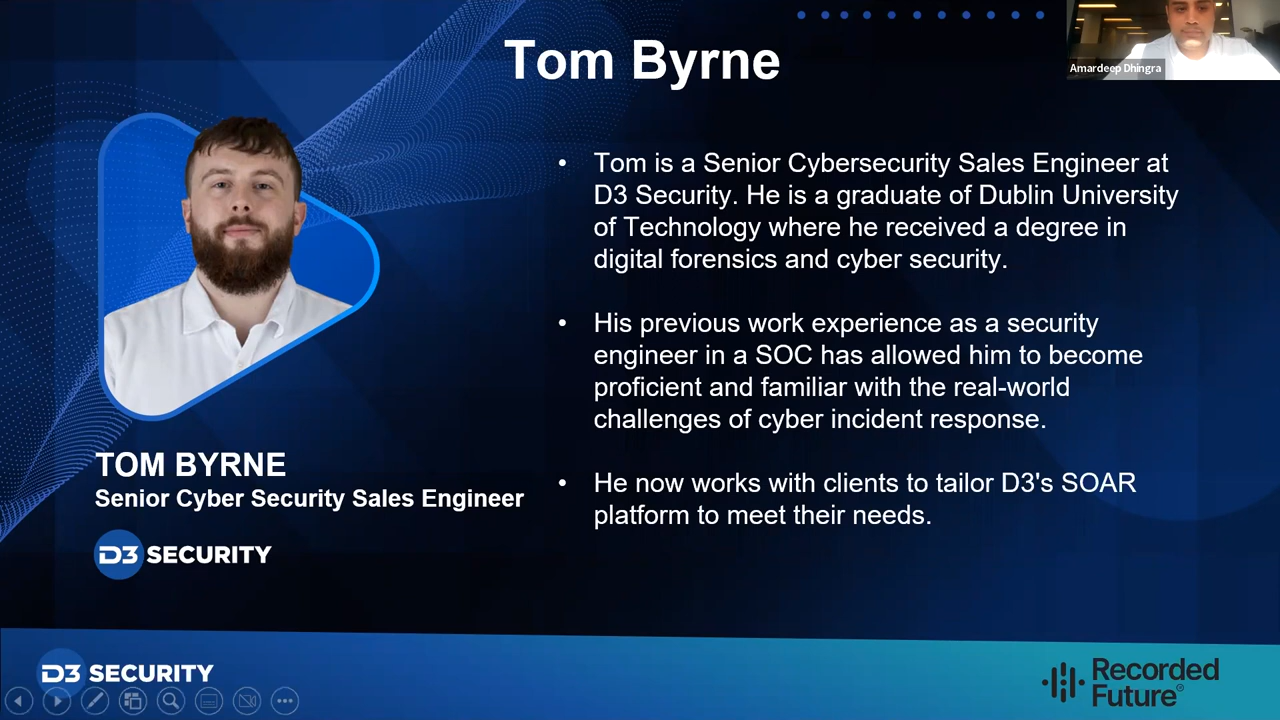 Tom Byrne
Amardeep Dhingra
• Tom is a Senior Cybersecurity Sales Engineer at
D3 Security. He is a graduate of Dublin University
of Technology where he received a degree in
digital forensics and cyber security.
• His previous work experience as a security
engineer in a SOC has allowed him to become
proficient and familiar with the real-world
challenges of cyber incident response.
• He now works with clients to tailor D3's SOAR
platform to meet their needs.
TOM BYRNE
Senior Cyber Security Sales Engineer
D3 SECURITY
D3 SECURITY
Recorded
Future®